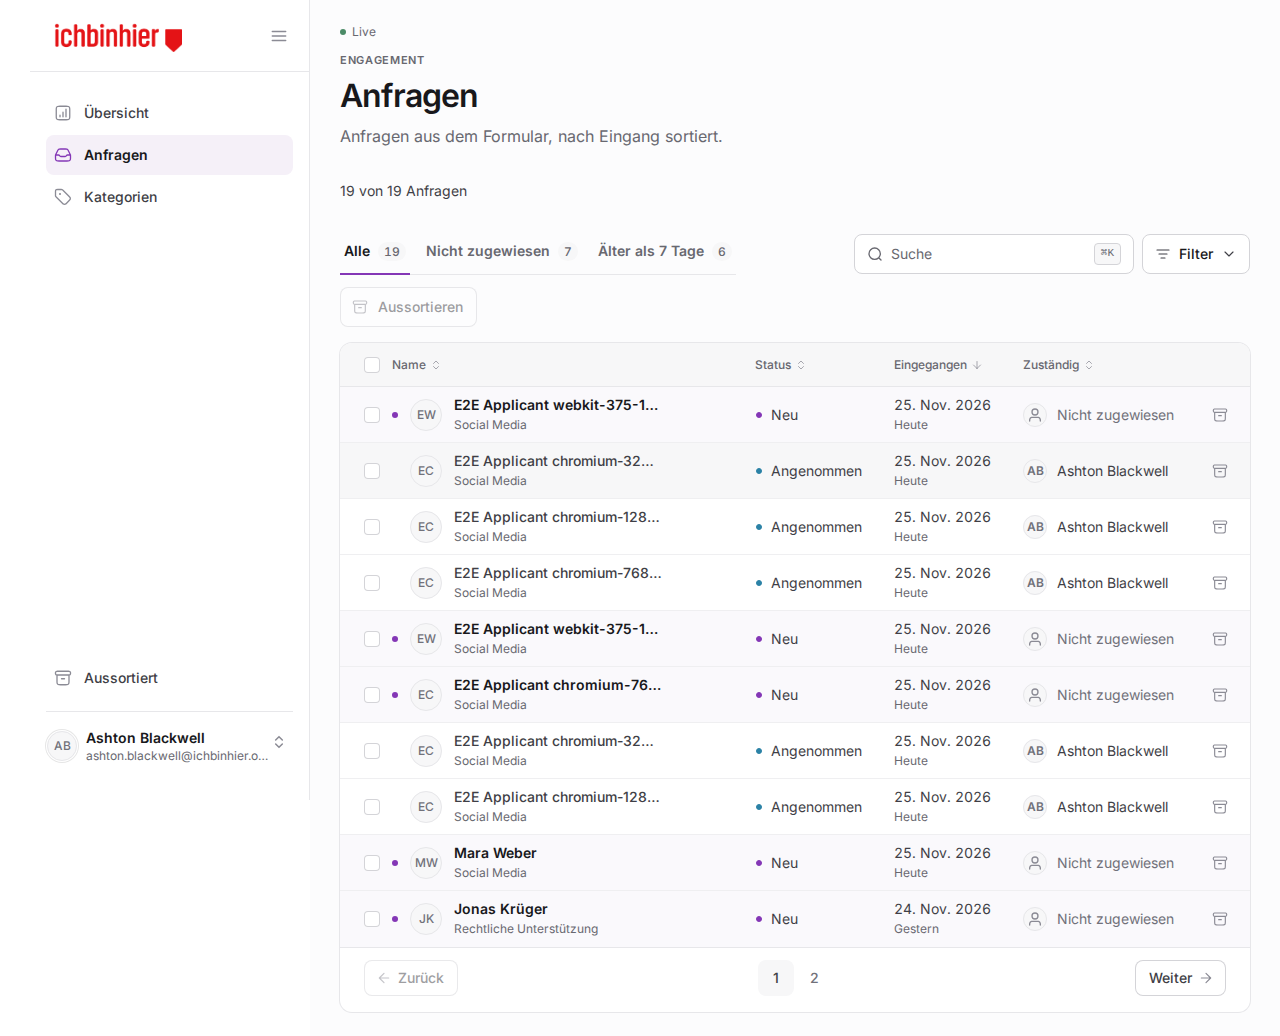 ichbinhier
Übersicht
Anfragen
Kategorien
Aussortiert
AB
Ashton Blackwell
ashton.blackwell@ichbinhier.o...
Live
ENGAGEMENT
Anfragen
Anfragen aus dem Formular, nach Eingang sortiert.
19 von 19 Anfragen
Alle 19 Nicht zugewiesen 7 Älter als 7 Tage 6
Suche ⌘K Filter
Aussortieren
Name Status Eingegangen Zuständig
EW E2E Applicant webkit-375-1... Neu 25. Nov. 2026 Nicht zugewiesen
Social Media Heute
EC E2E Applicant chromium-32... Angenommen 25. Nov. 2026 AB Ashton Blackwell
Social Media Heute
EC E2E Applicant chromium-128... Angenommen 25. Nov. 2026 AB Ashton Blackwell
Social Media Heute
EC E2E Applicant chromium-768... Angenommen 25. Nov. 2026 AB Ashton Blackwell
Social Media Heute
EW E2E Applicant webkit-375-1... Neu 25. Nov. 2026 Nicht zugewiesen
Social Media Heute
EC E2E Applicant chromium-76... Neu 25. Nov. 2026 Nicht zugewiesen
Social Media Heute
EC E2E Applicant chromium-32... Angenommen 25. Nov. 2026 AB Ashton Blackwell
Social Media Heute
EC E2E Applicant chromium-128... Angenommen 25. Nov. 2026 AB Ashton Blackwell
Social Media Heute
MW Mara Weber Neu 25. Nov. 2026 Nicht zugewiesen
Social Media Heute
JK Jonas Krüger Neu 24. Nov. 2026 Nicht zugewiesen
Rechtliche Unterstützung Gestern
Zurück 1 2 Weiter